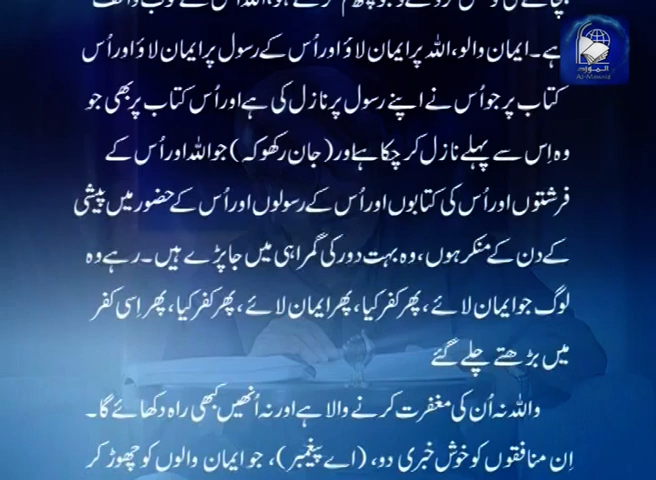 ہے۔ ایمان والو، اللہ پر ایمان لاؤ اور اُس کے رسول پر ایمان لاؤ اور اُس
کتاب پر جو اُس نے اپنے رسول پر نازل کی ہے اور اُس کتاب پر بھی جو
وہ اِس سے پہلے نازل کر چکا ہے اور (جان رکھو کہ) جو اللہ اور اُس کے
فرشتوں اور اُس کی کتابوں اور اُس کے رسولوں اور اُس کے حضور میں پیشی
کے دن کے منکر ہوں، وہ بہت دور کی گمراہی میں جا پڑے ہیں۔ رہے وہ
لوگ جو ایمان لائے، پھر کفر کیا، پھر ایمان لائے، پھر کفر کیا، پھر اِسی کفر
میں بڑھتے چلے گئے
واللہ نہ اُن کی مغفرت کرنے والا ہے اور نہ اُنھیں کبھی راہ دکھائے گا۔
اِن منافقوں کو خوش خبری دو، (اے پیغمبر)، جو ایمان والوں کو چھوڑ کر
المورد
Al-Mawrid